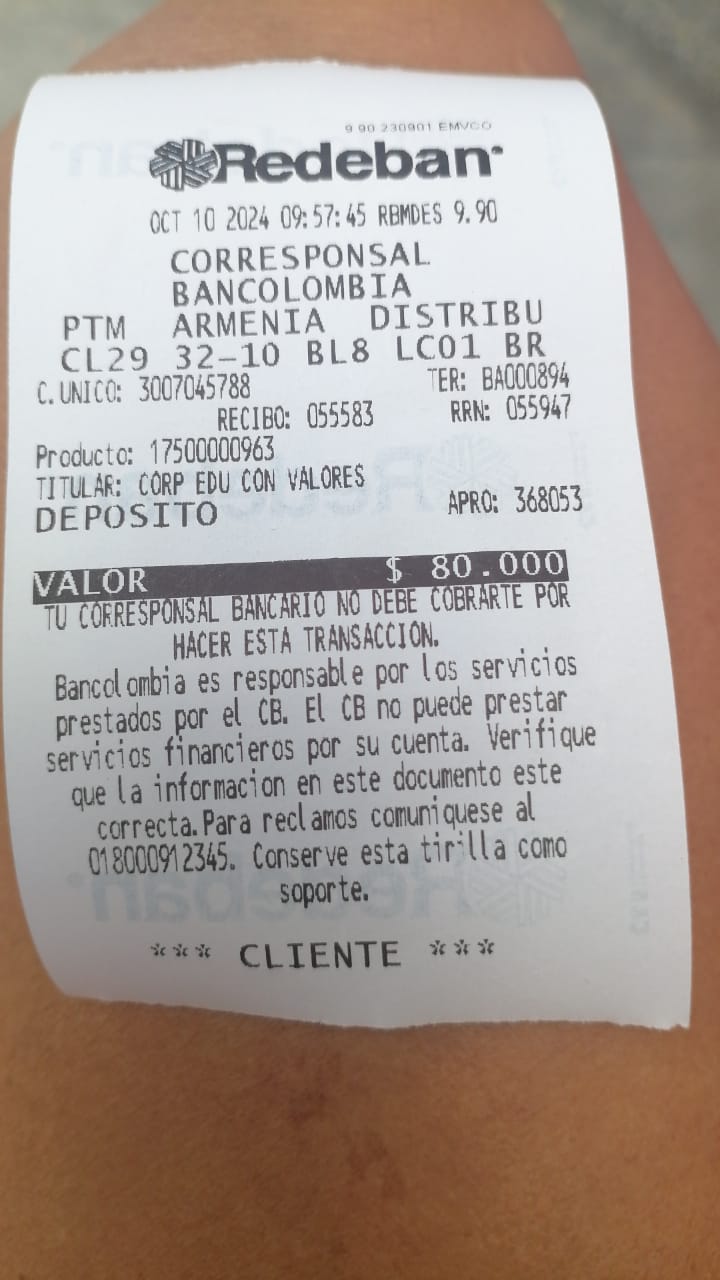 9 90 230901 EMVCO
Redeban
OCT 10 2024 09:57:45 RBMDES 9.90
CORRESPONSAL
BANCOLOMBIA
PTM ARMENIA DISTRIBU
CL29 32-10 BL8 LC01 BR
C.UNICO: 3007045788 TER: BA000894
RECIBO: 055583 RRN: 055947
Producto: 17500000963
TITULAR: CORP EDU CON VALORES
DEPOSITO APRO: 368053
VALOR $ 80.000
TU CORRESPONSAL BANCARIO NO DEBE COBRARTE POR
HACER ESTA TRANSACCION.
Bancolombia es responsable por los servicios
prestados por el CB. El CB no puede prestar
servicios financieros por su cuenta. Verifique
que la informacion en este documento este
correcta.Para reclamos comuniquese al
018000912345. Conserve esta tirilla como
soporte.
*** CLIENTE ***